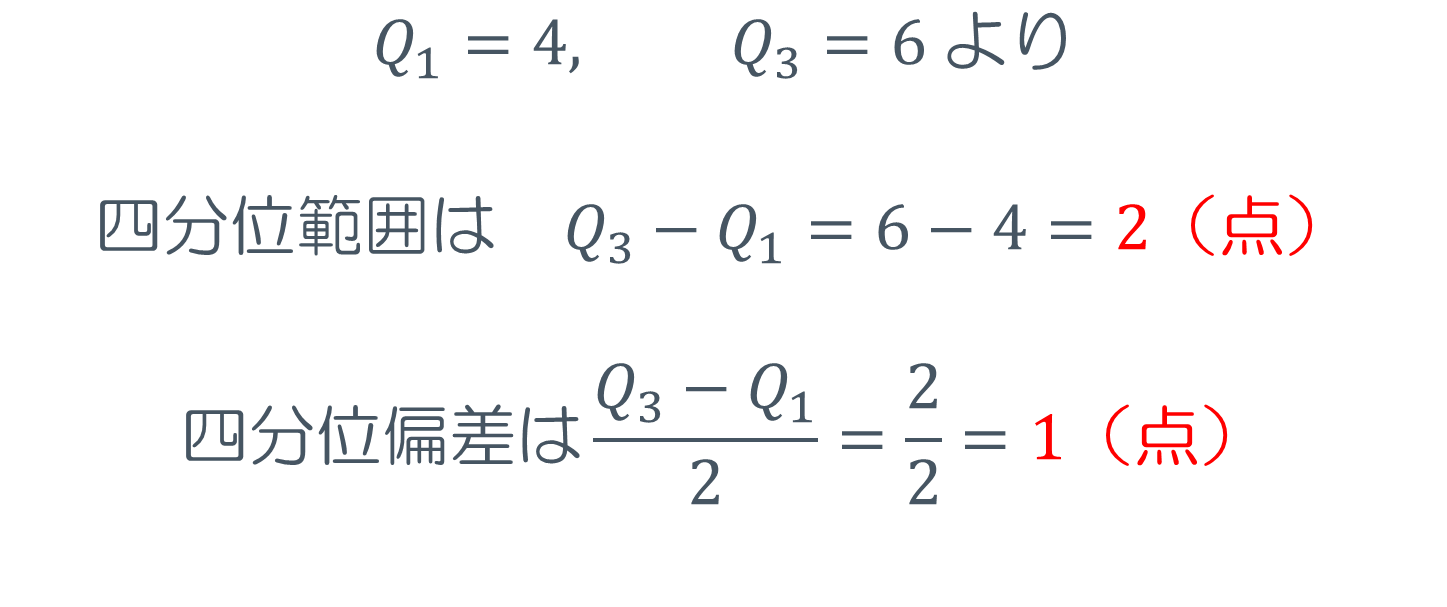 Q₁ = 4,　　Q₃ = 6 より
四分位範囲は　Q₃ − Q₁ = 6 − 4 = 2（点）
四分位偏差は (Q₃ − Q₁)/2 = 2/2 = 1（点）